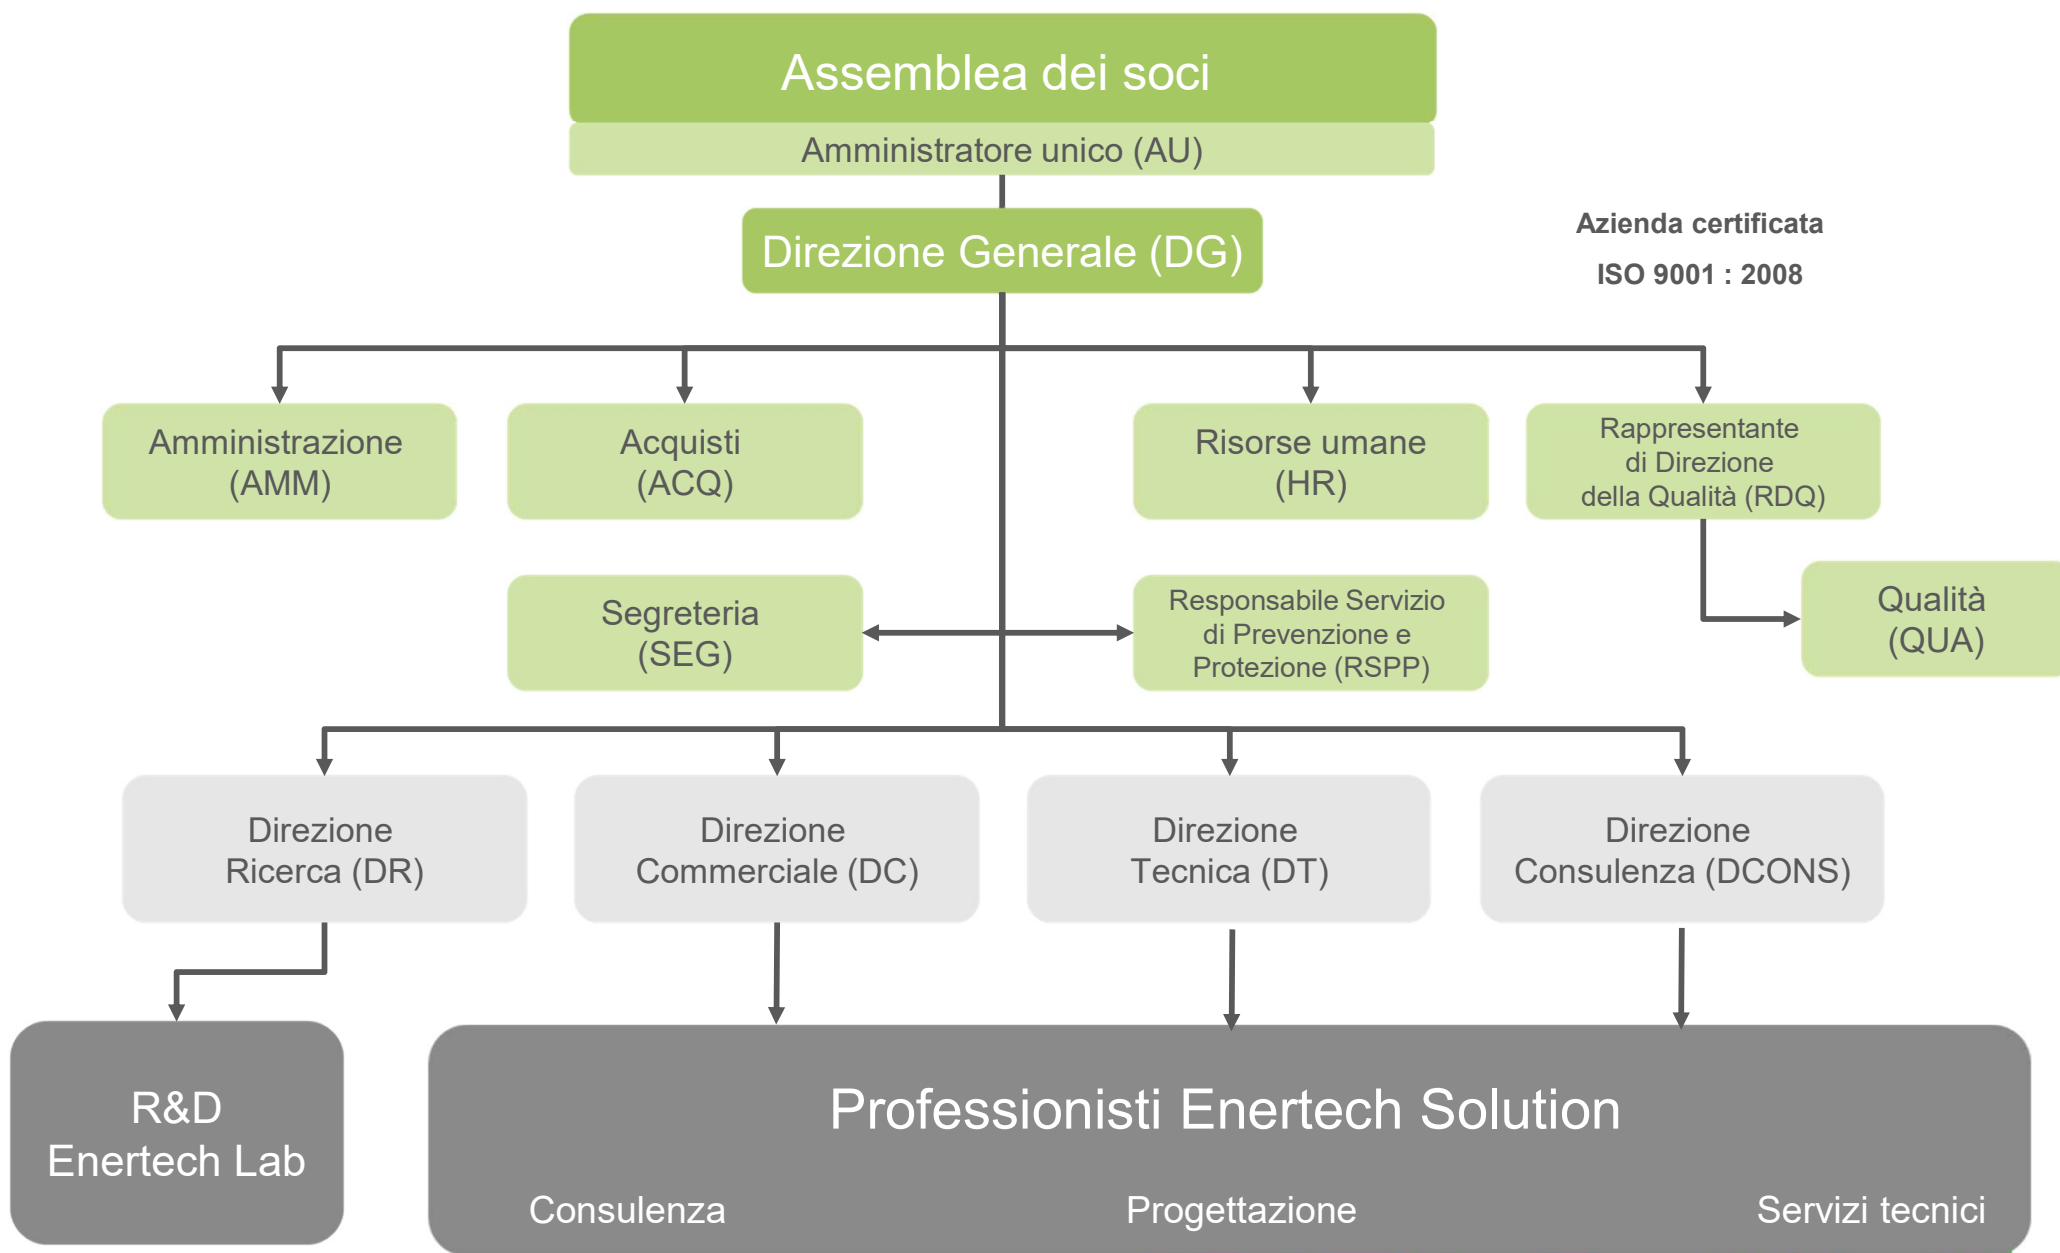 Assemblea dei soci
Amministratore unico (AU)
Direzione Generale (DG)
Azienda certificata
ISO 9001 : 2008
Amministrazione
(AMM)
Acquisti
(ACQ)
Risorse umane
(HR)
Rappresentante
di Direzione
della Qualità (RDQ)
Segreteria
(SEG)
Responsabile Servizio
di Prevenzione e
Protezione (RSPP)
Qualità
(QUA)
Direzione
Ricerca (DR)
Direzione
Commerciale (DC)
Direzione
Tecnica (DT)
Direzione
Consulenza (DCONS)
R&D
Enertech Lab
Professionisti Enertech Solution
Consulenza
Progettazione
Servizi tecnici